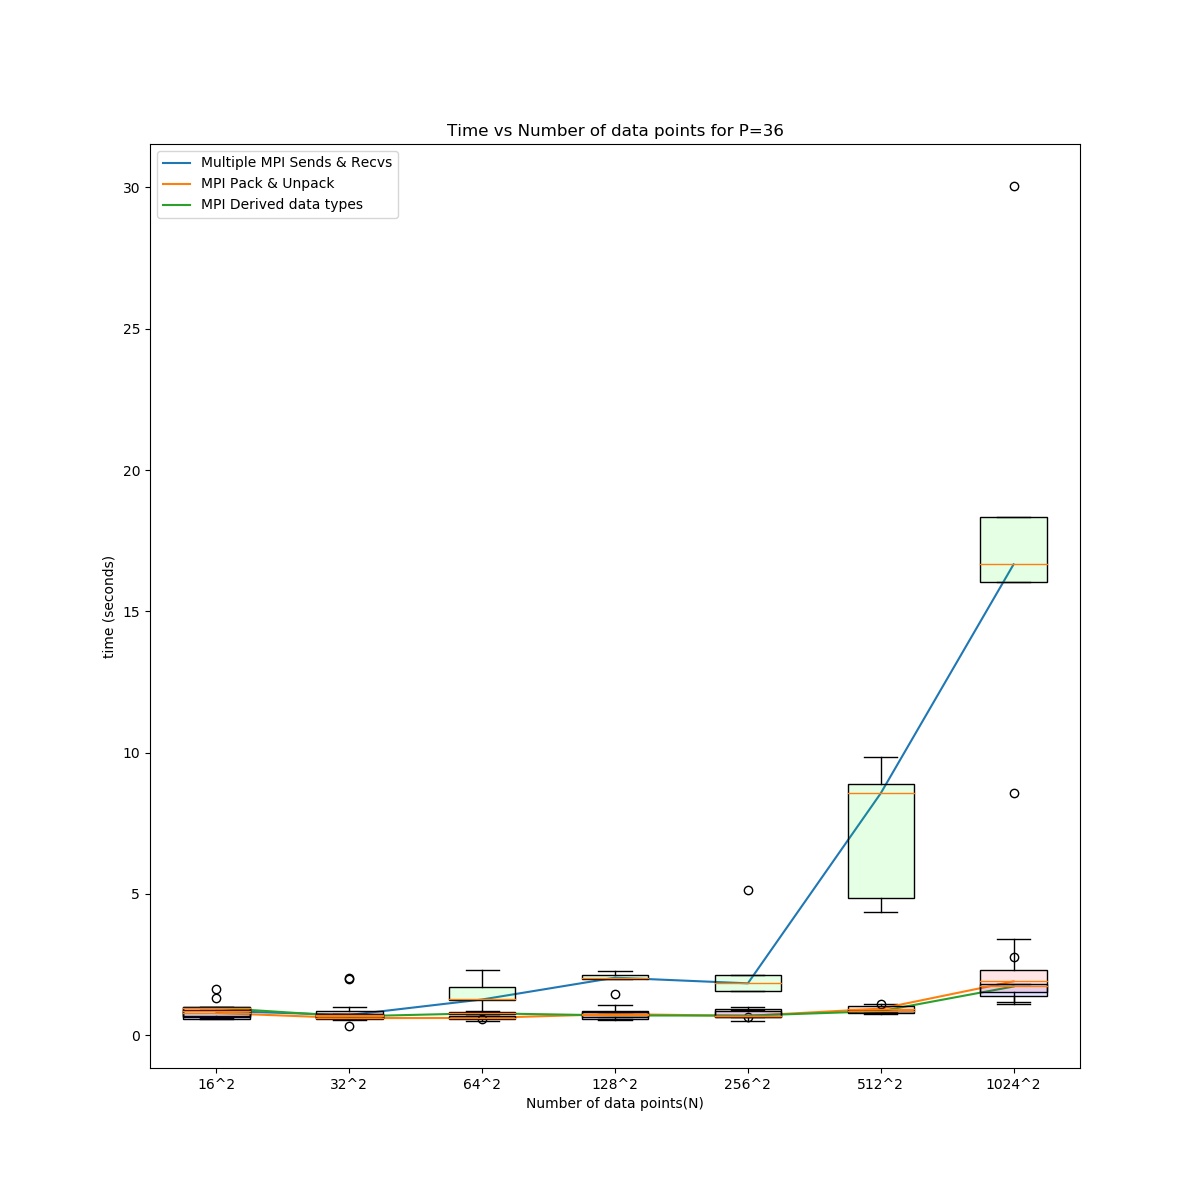 Time vs Number of data points for P=36
Multiple MPI Sends & Recvs
MPI Pack & Unpack
MPI Derived data types
30
25
20
15
10
5
0
time (seconds)
16^2 32^2 64^2 128^2 256^2 512^2 1024^2
Number of data points(N)